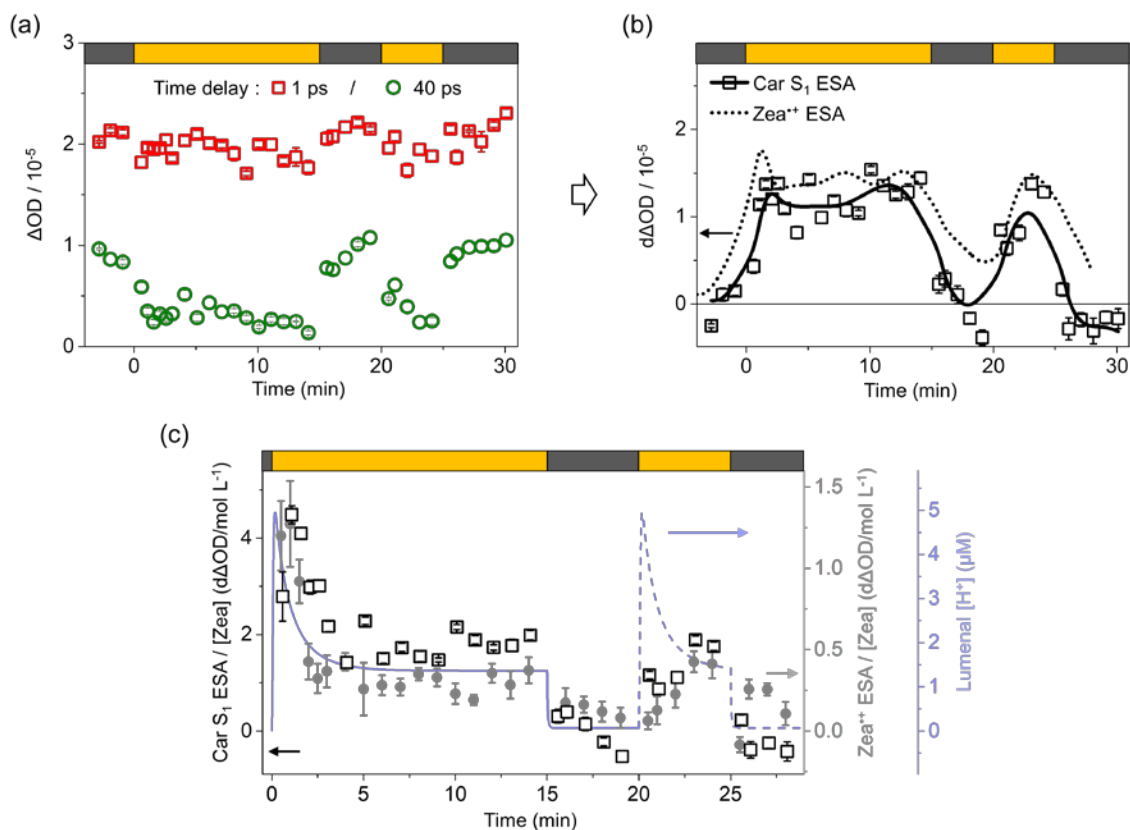 (a)
3
2
1
0
ΔOD / 10⁻⁵
Time delay : 1 ps / 40 ps
0 10 20 30
Time (min)
(b)
2
1
0
dΔOD / 10⁻⁵
Car S₁ ESA
Zea•⁺ ESA
0 10 20 30
Time (min)
(c)
4
2
0
Car S₁ ESA / [Zea] (dΔOD/mol L⁻¹)
0 5 10 15 20 25
Time (min)
1.5
1.0
0.5
0.0
Zea•⁺ ESA / [Zea] (dΔOD/mol L⁻¹)
5
4
3
2
1
0
Lumenal [H⁺] (µM)